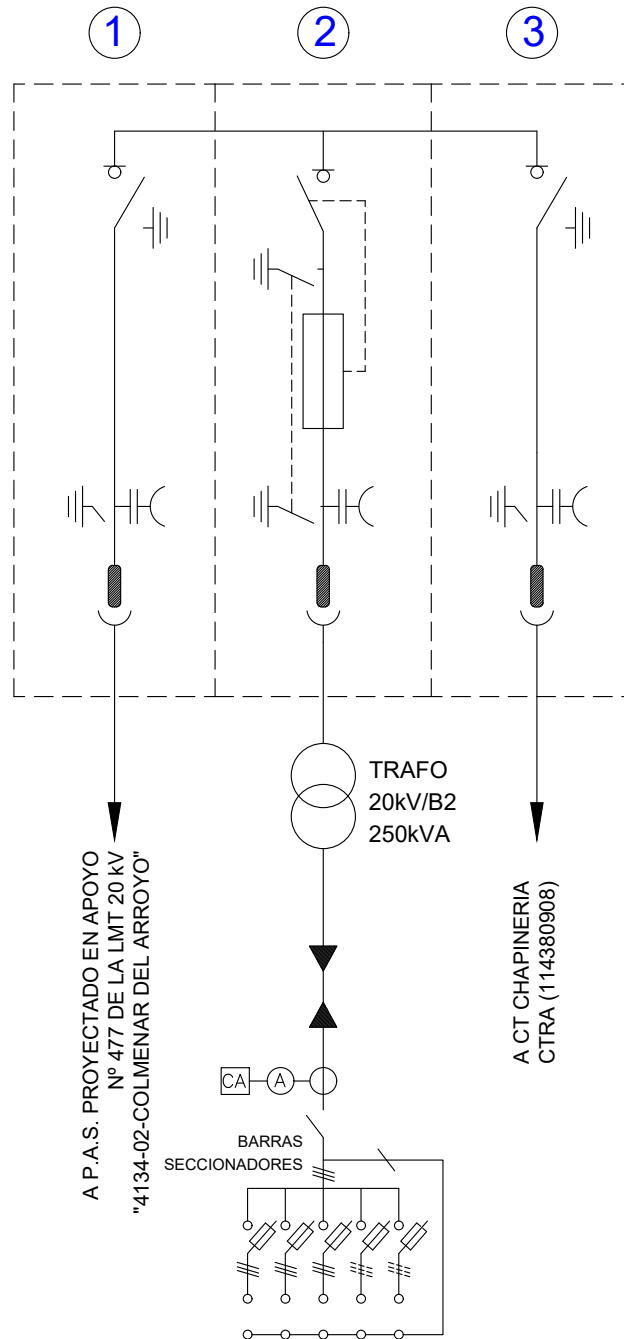 1
2
3
TRAFO
20kV/B2
250kVA
A P.A.S. PROYECTADO EN APOYO
Nº 477 DE LA LMT 20 kV
"4134-02-COLMENAR DEL ARROYO"
A CT CHAPINERIA
CTRA (114380908)
CA
A
BARRAS
SECCIONADORES